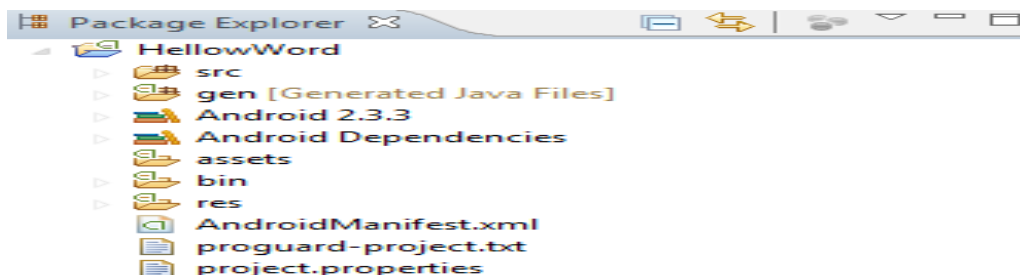 Package Explorer
HellowWord
src
gen [Generated Java Files]
Android 2.3.3
Android Dependencies
assets
bin
res
AndroidManifest.xml
proguard-project.txt
project.properties